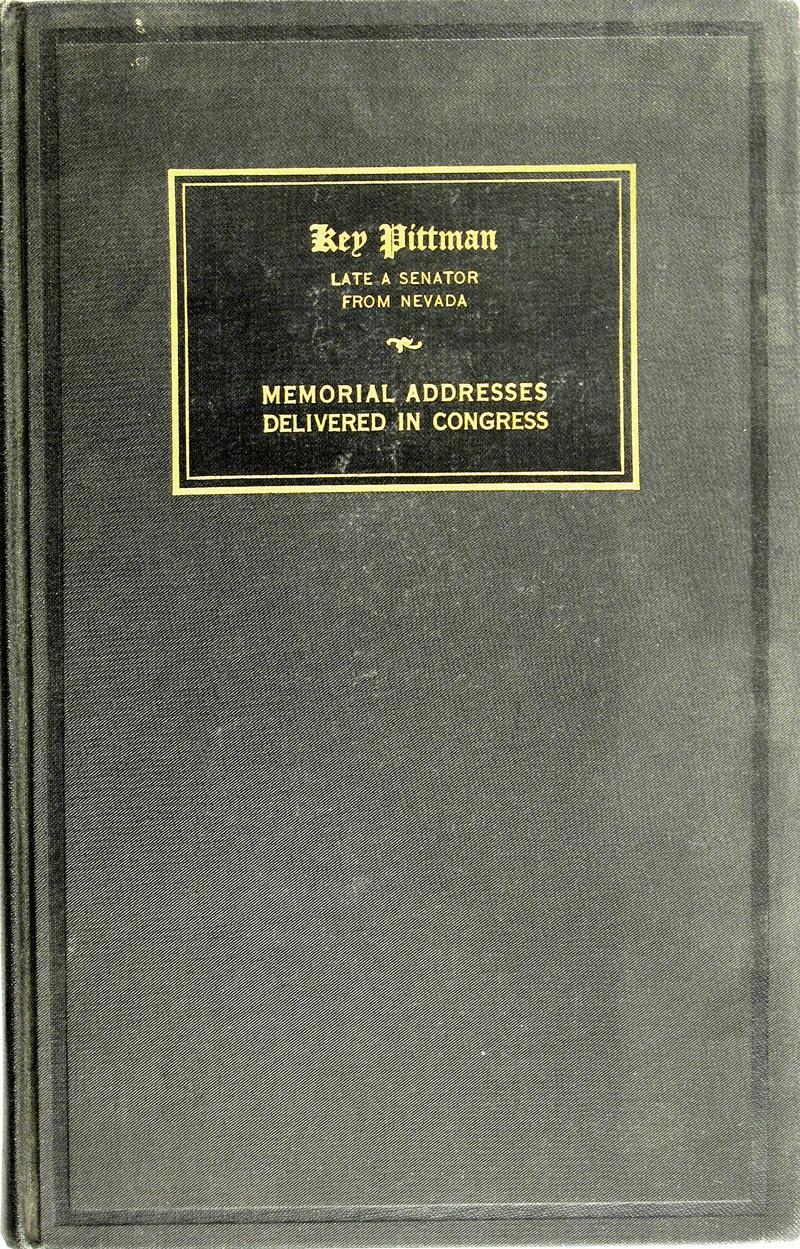 Key Pittman
LATE A SENATOR
FROM NEVADA
MEMORIAL ADDRESSES
DELIVERED IN CONGRESS